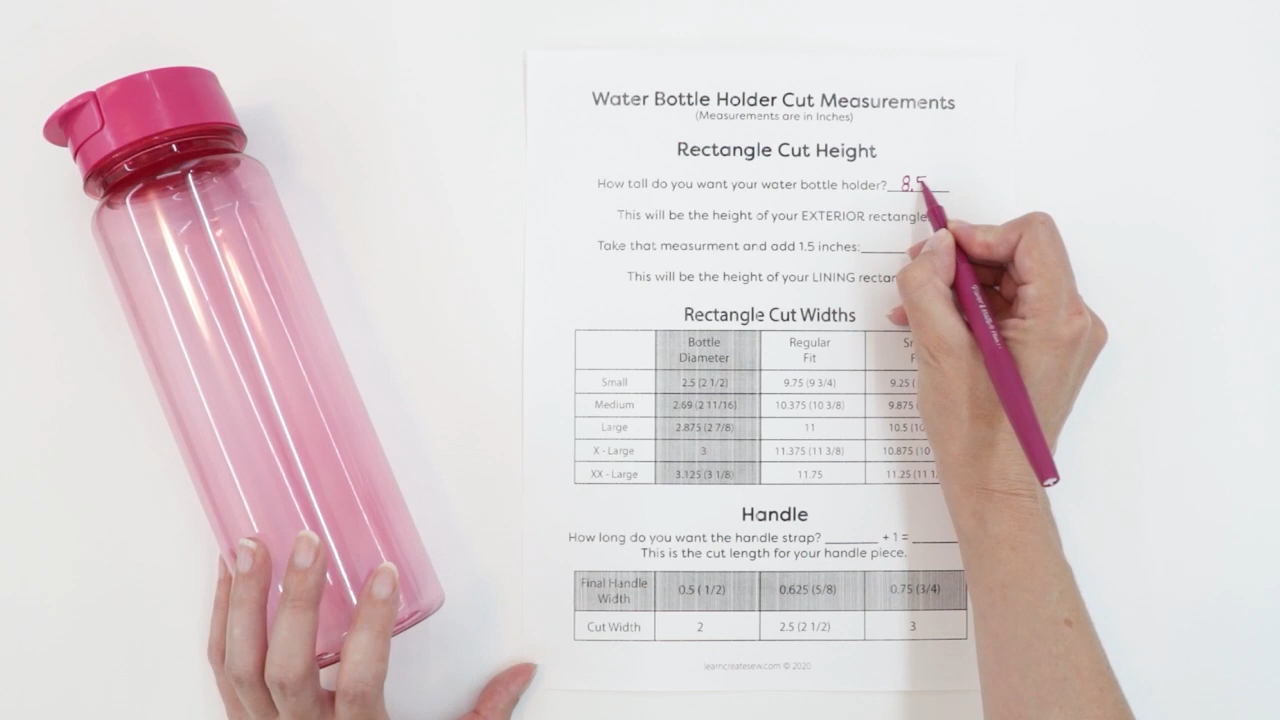 Water Bottle Holder Cut Measurements
(Measurements are in Inches)
Rectangle Cut Height
How tall do you want your water bottle holder? 8.5
This will be the height of your EXTERIOR rectangle
Take that measurment and add 1.5 inches:
This will be the height of your LINING
Rectangle Cut Widths
Bottle Diameter Regular Fit
Small 2.5 (2 1/2) 9.75 (9 3/4) 9.25 (
Medium 2.69 (2 11/16) 10.375 (10 3/8) 9.875
Large 2.875 (2 7/8) 11 10.5 (10
X - Large 3 11.375 (11 3/8) 10.875 (10
XX - Large 3.125 (3 1/8) 11.75 11.25 (11 1
Handle
How long do you want the handle strap? ________ + 1 = ________
This is the cut length for your handle piece.
Final Handle Width 0.5 ( 1/2) 0.625 (5/8) 0.75 (3/4)
Cut Width 2 2.5 (2 1/2) 3
learncreatesew.com © 2020